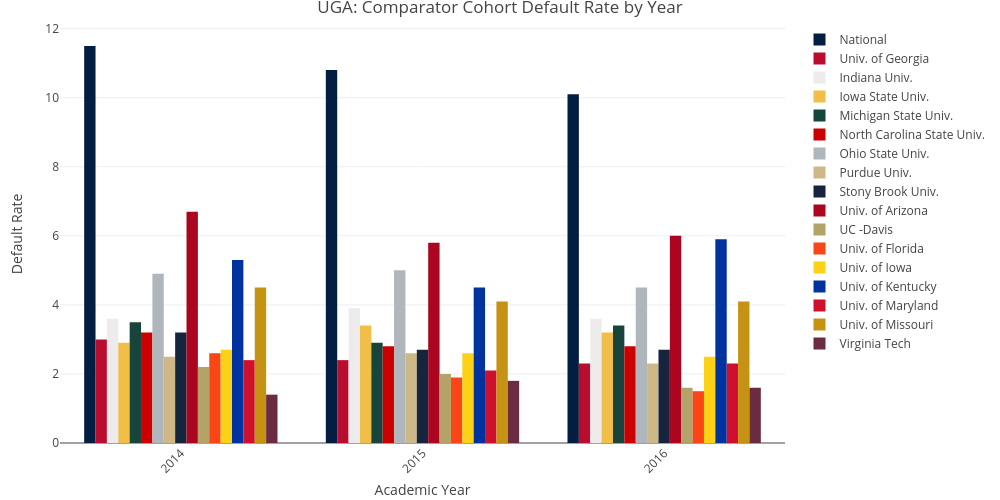 UGA: Comparator Cohort Default Rate by Year
12
10
8
6
4
2
0
Default Rate
2014
2015
2016
Academic Year
National
Univ. of Georgia
Indiana Univ.
Iowa State Univ.
Michigan State Univ.
North Carolina State Univ.
Ohio State Univ.
Purdue Univ.
Stony Brook Univ.
Univ. of Arizona
UC -Davis
Univ. of Florida
Univ. of Iowa
Univ. of Kentucky
Univ. of Maryland
Univ. of Missouri
Virginia Tech